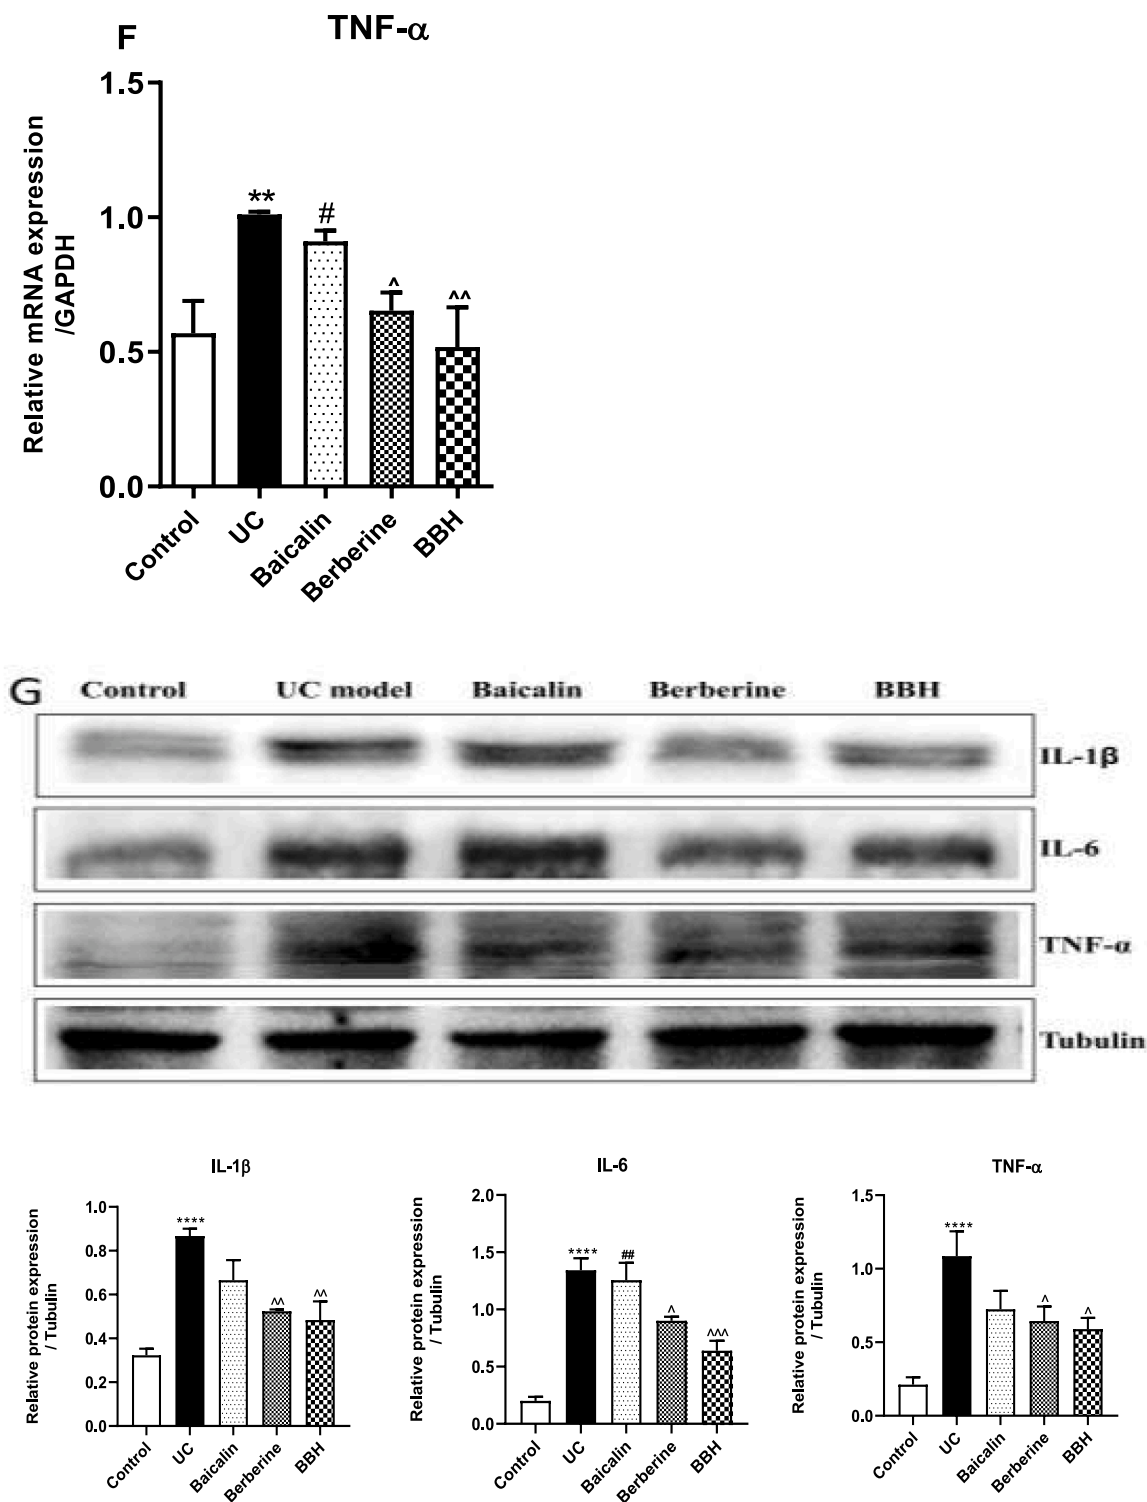 F
TNF-α
Relative mRNA expression
/GAPDH
1.5
1.0
0.5
0.0
**
#
^
^^
Control
UC
Baicalin
Berberine
BBH
G
Control UC model Baicalin Berberine BBH
IL-1β
IL-6
TNF-α
Tubulin
IL-1β
Relative protein expression
/ Tubulin
1.0
0.8
0.6
0.4
0.2
0.0
****
^^
^^
Control
UC
Baicalin
Berberine
BBH
IL-6
Relative protein expression
/ Tubulin
2.0
1.5
1.0
0.5
0.0
****
##
^
^^^
Control
UC
Baicalin
Berberine
BBH
TNF-α
Relative protein expression
/ Tubulin
1.5
1.0
0.5
0.0
****
^
^
Control
UC
Baicalin
Berberine
BBH